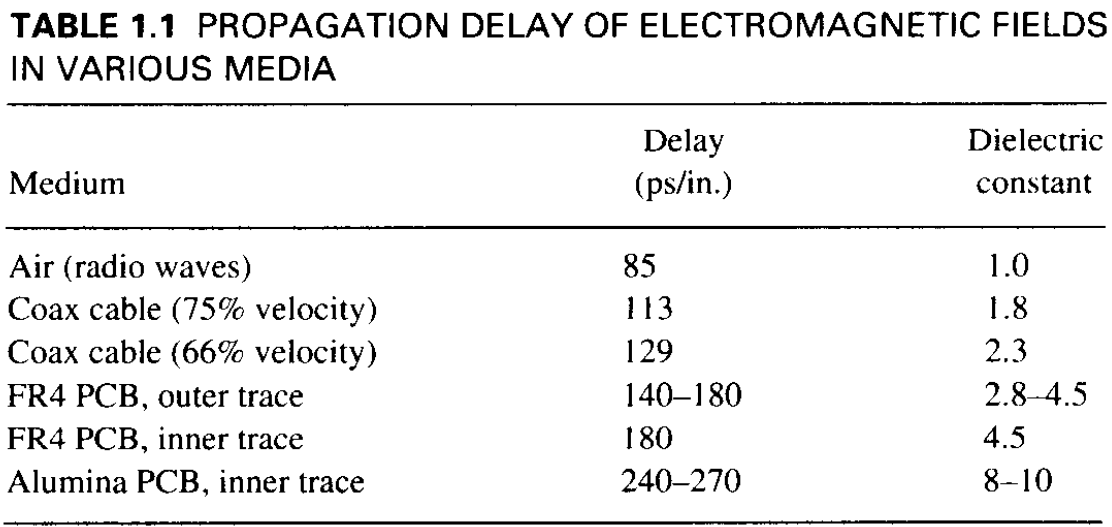 TABLE 1.1 PROPAGATION DELAY OF ELECTROMAGNETIC FIELDS
IN VARIOUS MEDIA
Delay Dielectric
Medium (ps/in.) constant
Air (radio waves) 85 1.0
Coax cable (75% velocity) 113 1.8
Coax cable (66% velocity) 129 2.3
FR4 PCB, outer trace 140–180 2.8–4.5
FR4 PCB, inner trace 180 4.5
Alumina PCB, inner trace 240–270 8–10